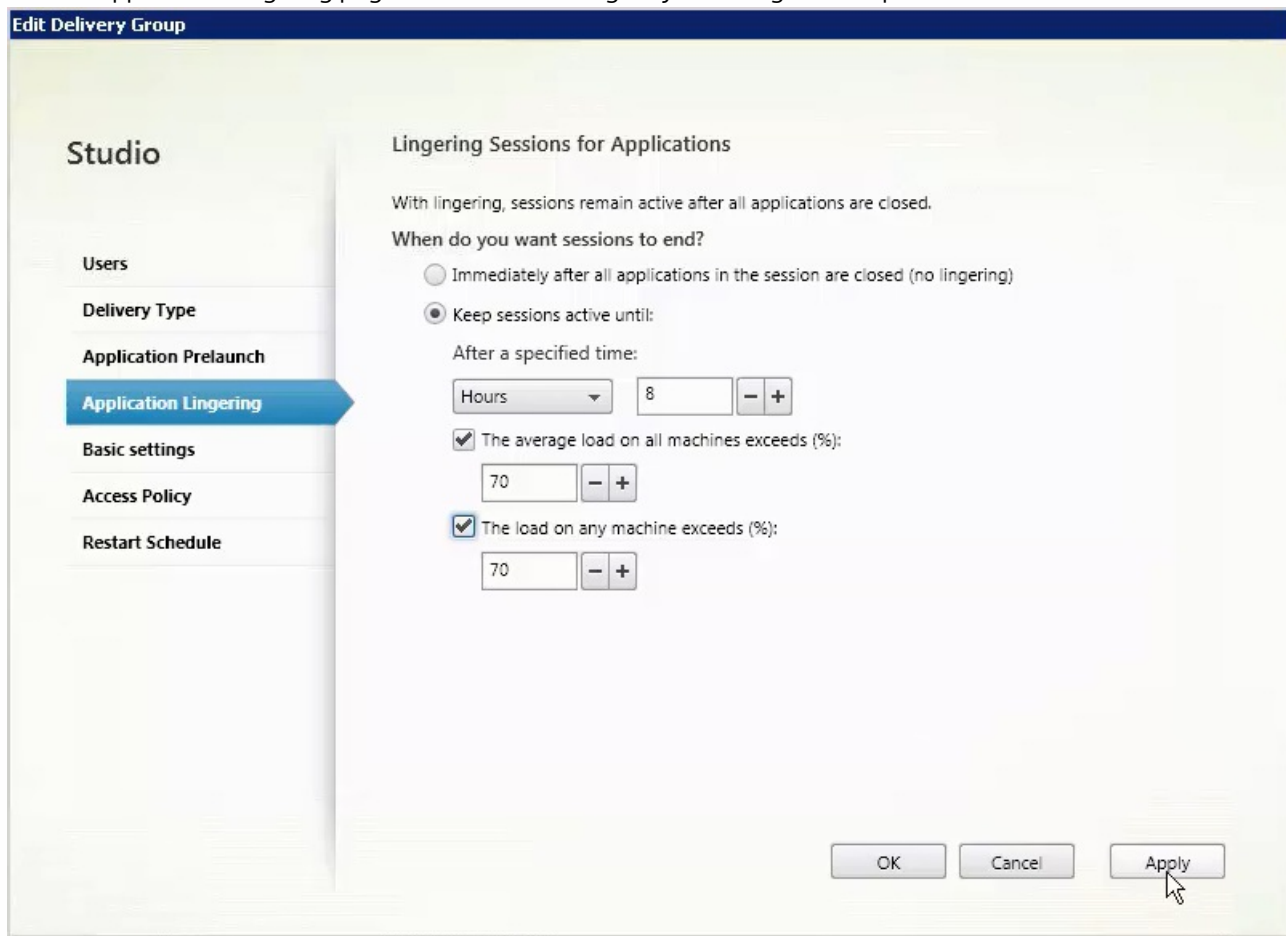 Edit Delivery Group
Studio
Users
Delivery Type
Application Prelaunch
Application Lingering
Basic settings
Access Policy
Restart Schedule
Lingering Sessions for Applications
With lingering, sessions remain active after all applications are closed.
When do you want sessions to end?
Immediately after all applications in the session are closed (no lingering)
Keep sessions active until:
After a specified time:
Hours 8 − +
The average load on all machines exceeds (%):
70 − +
The load on any machine exceeds (%):
70 − +
OK Cancel Apply